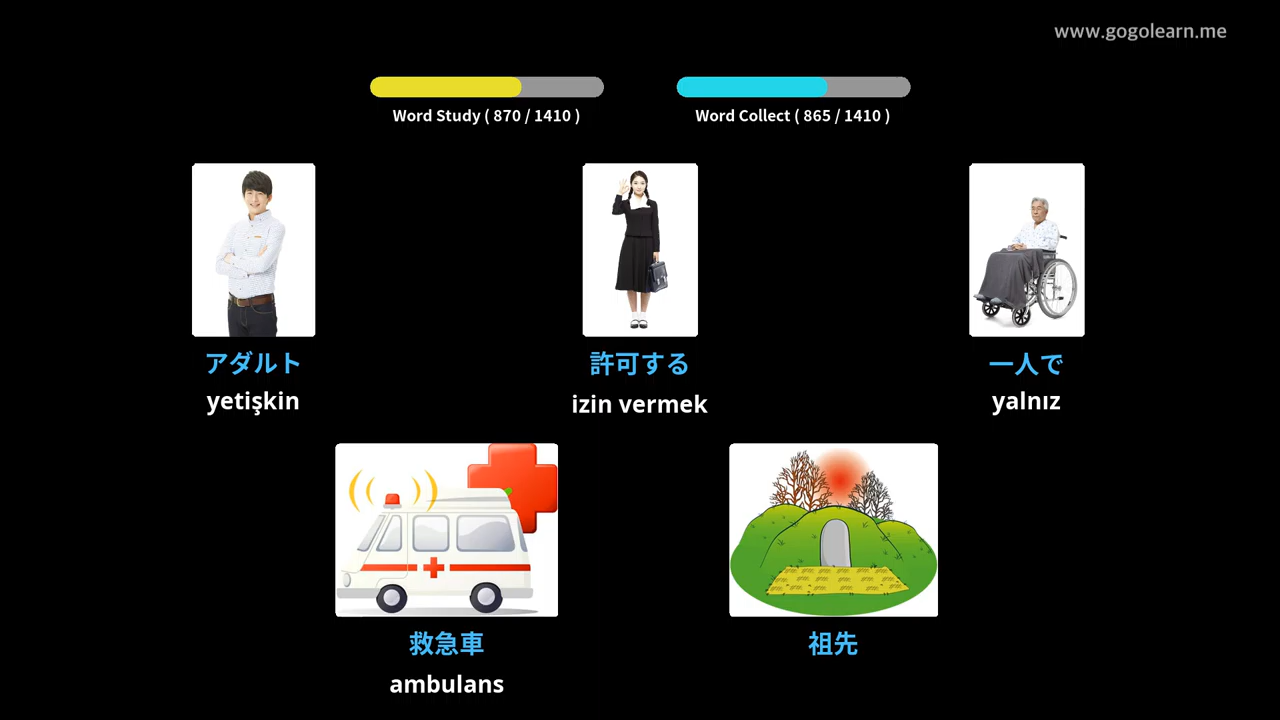 www.gogolearn.me
Word Study ( 870 / 1410 )
Word Collect ( 865 / 1410 )
アダルト
許可する
一人で
yetişkin
izin vermek
yalnız
救急車
祖先
ambulans